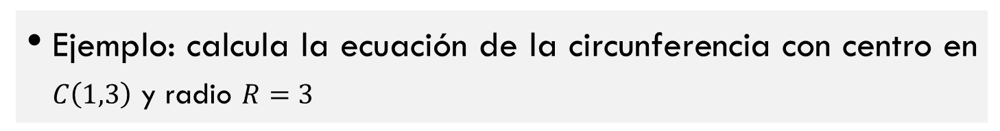 • Ejemplo: calcula la ecuación de la circunferencia con centro en
C(1,3) y radio R = 3